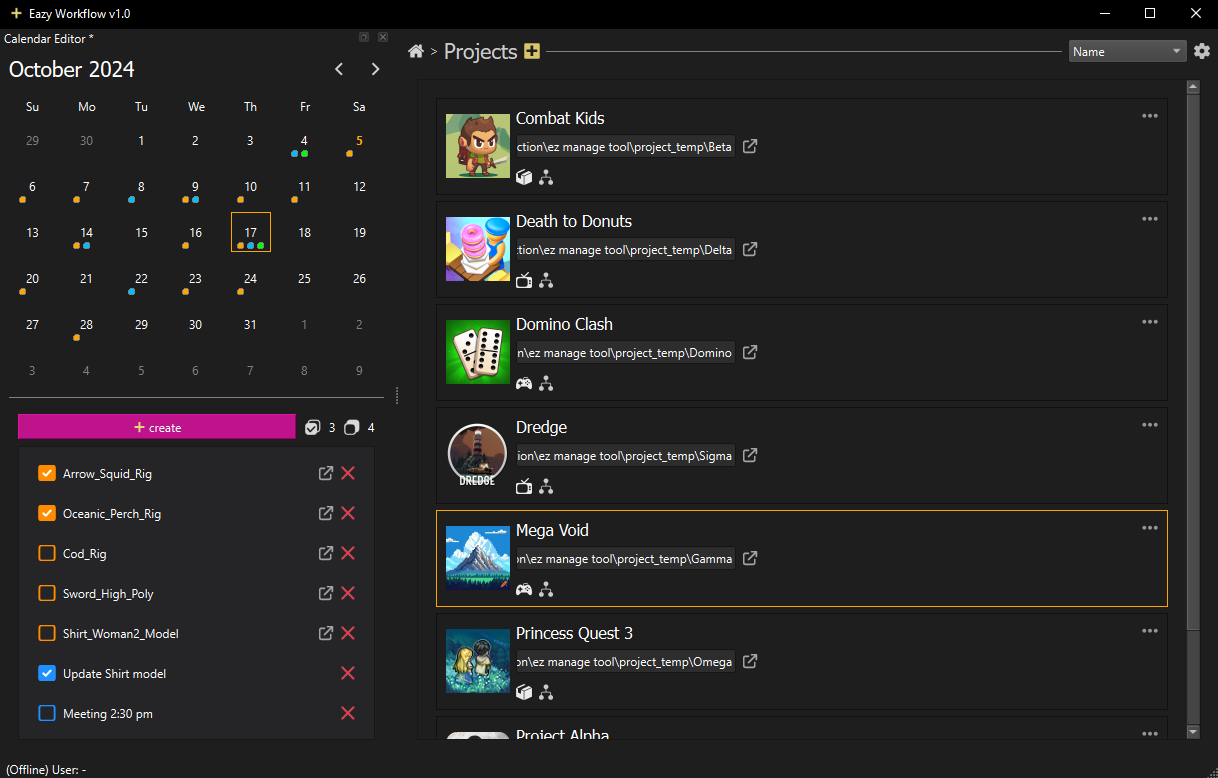 Eazy Workflow v1.0
Calendar Editor *
October 2024
Su Mo Tu We Th Fr Sa
29 30 1 2 3 4 5
6 7 8 9 10 11 12
13 14 15 16 17 18 19
20 21 22 23 24 25 26
27 28 29 30 31 1 2
3 4 5 6 7 8 9
+ create 3 4
Arrow_Squid_Rig
Oceanic_Perch_Rig
Cod_Rig
Sword_High_Poly
Shirt_Woman2_Model
Update Shirt model
Meeting 2:30 pm
(Offline) User: -
> Projects
Name
Combat Kids
ction\ez manage tool\project_temp\Beta
Death to Donuts
tion\ez manage tool\project_temp\Delta
Domino Clash
n\ez manage tool\project_temp\Domino
Dredge
ion\ez manage tool\project_temp\Sigma
DREDGE
Mega Void
on\ez manage tool\project_temp\Gamma
Princess Quest 3
on\ez manage tool\project_temp\Omega
Project Alpha